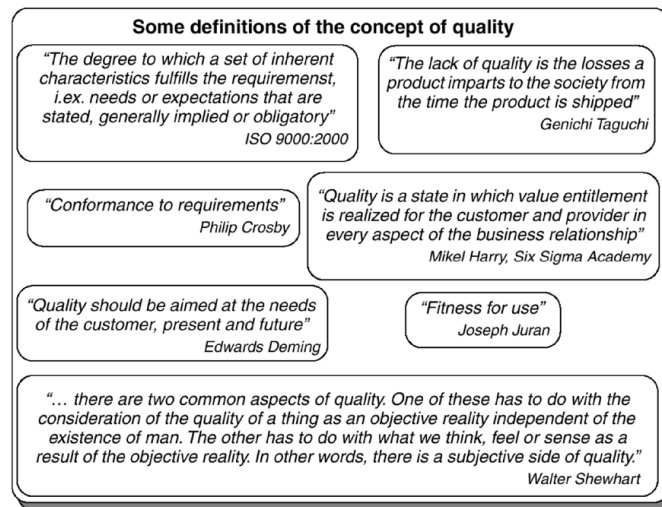 Some definitions of the concept of quality
“The degree to which a set of inherent
characteristics fulfills the requiremenst,
i.ex. needs or expectations that are
stated, generally implied or obligatory”
ISO 9000:2000
“The lack of quality is the losses a
product imparts to the society from
the time the product is shipped”
Genichi Taguchi
“Conformance to requirements”
Philip Crosby
“Quality is a state in which value entitlement
is realized for the customer and provider in
every aspect of the business relationship”
Mikel Harry, Six Sigma Academy
“Quality should be aimed at the needs
of the customer, present and future”
Edwards Deming
“Fitness for use”
Joseph Juran
“... there are two common aspects of quality. One of these has to do with the
consideration of the quality of a thing as an objective reality independent of the
existence of man. The other has to do with what we think, feel or sense as a
result of the objective reality. In other words, there is a subjective side of quality.”
Walter Shewhart